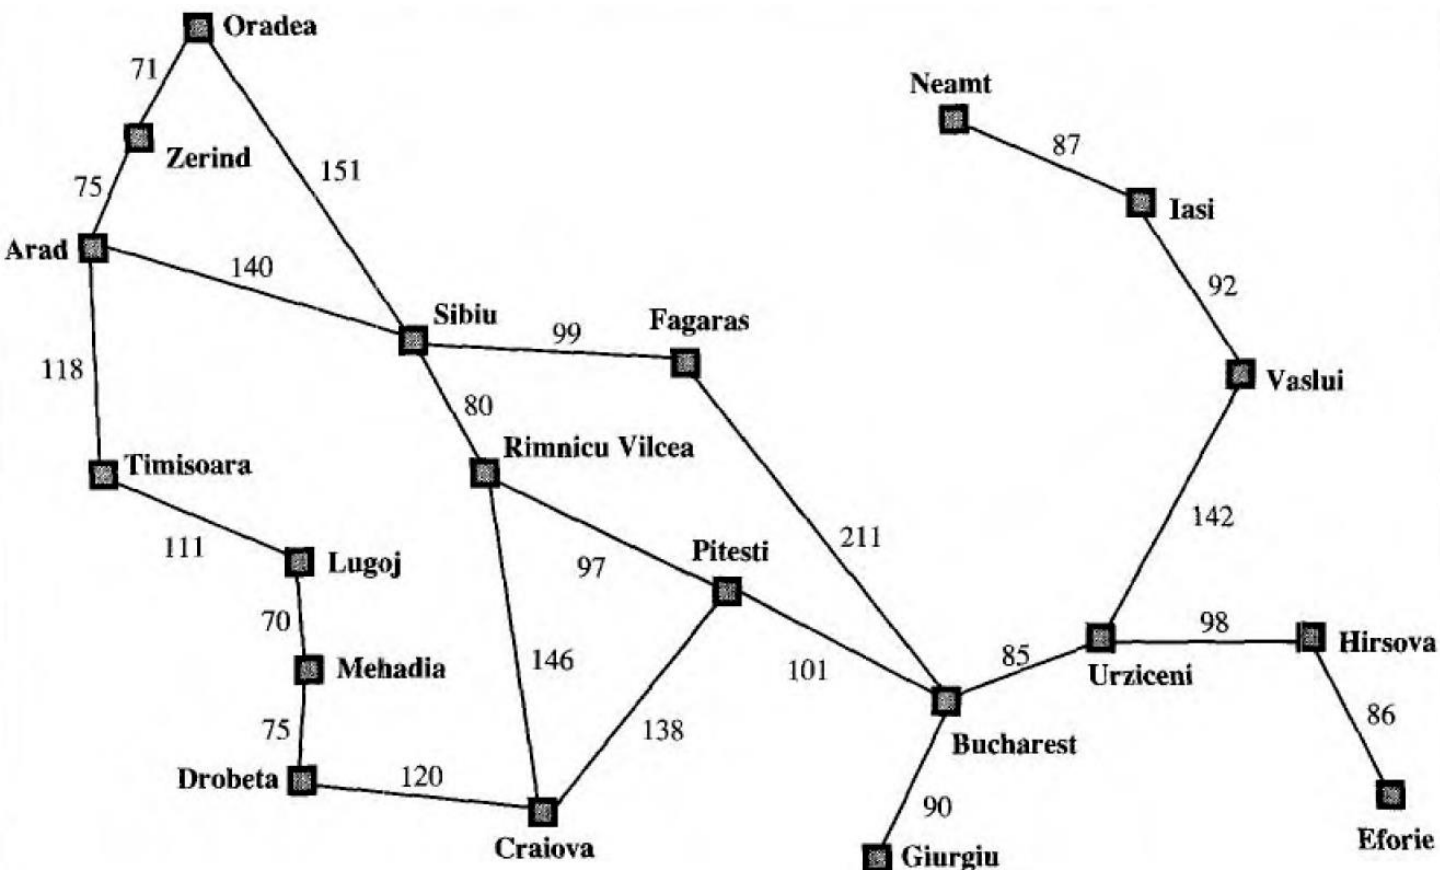 Oradea
71
Neamt
87
Zerind
151
75
Iasi
Arad
140
92
Sibiu
Fagaras
99
118
Vaslui
80
Rimnicu Vilcea
Timisoara
142
211
111
Pitesti
Lugoj
97
70
98
Hirsova
146
85
Mehadia
101
Urziceni
86
75
138
Bucharest
Drobeta
120
90
Craiova
Eforie
Giurgiu